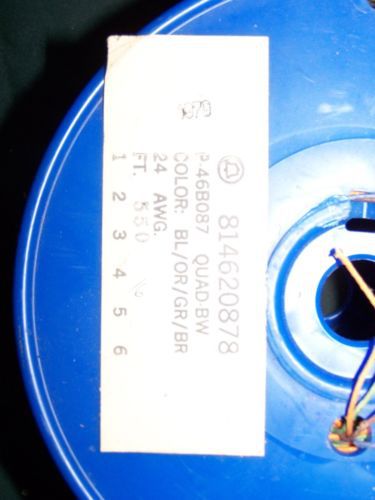 814620878
P-46B087 QUAD.BW
COLOR: BL/OR/GR/BR
24 AWG.
FT. 550
1 2 3 4 5 6